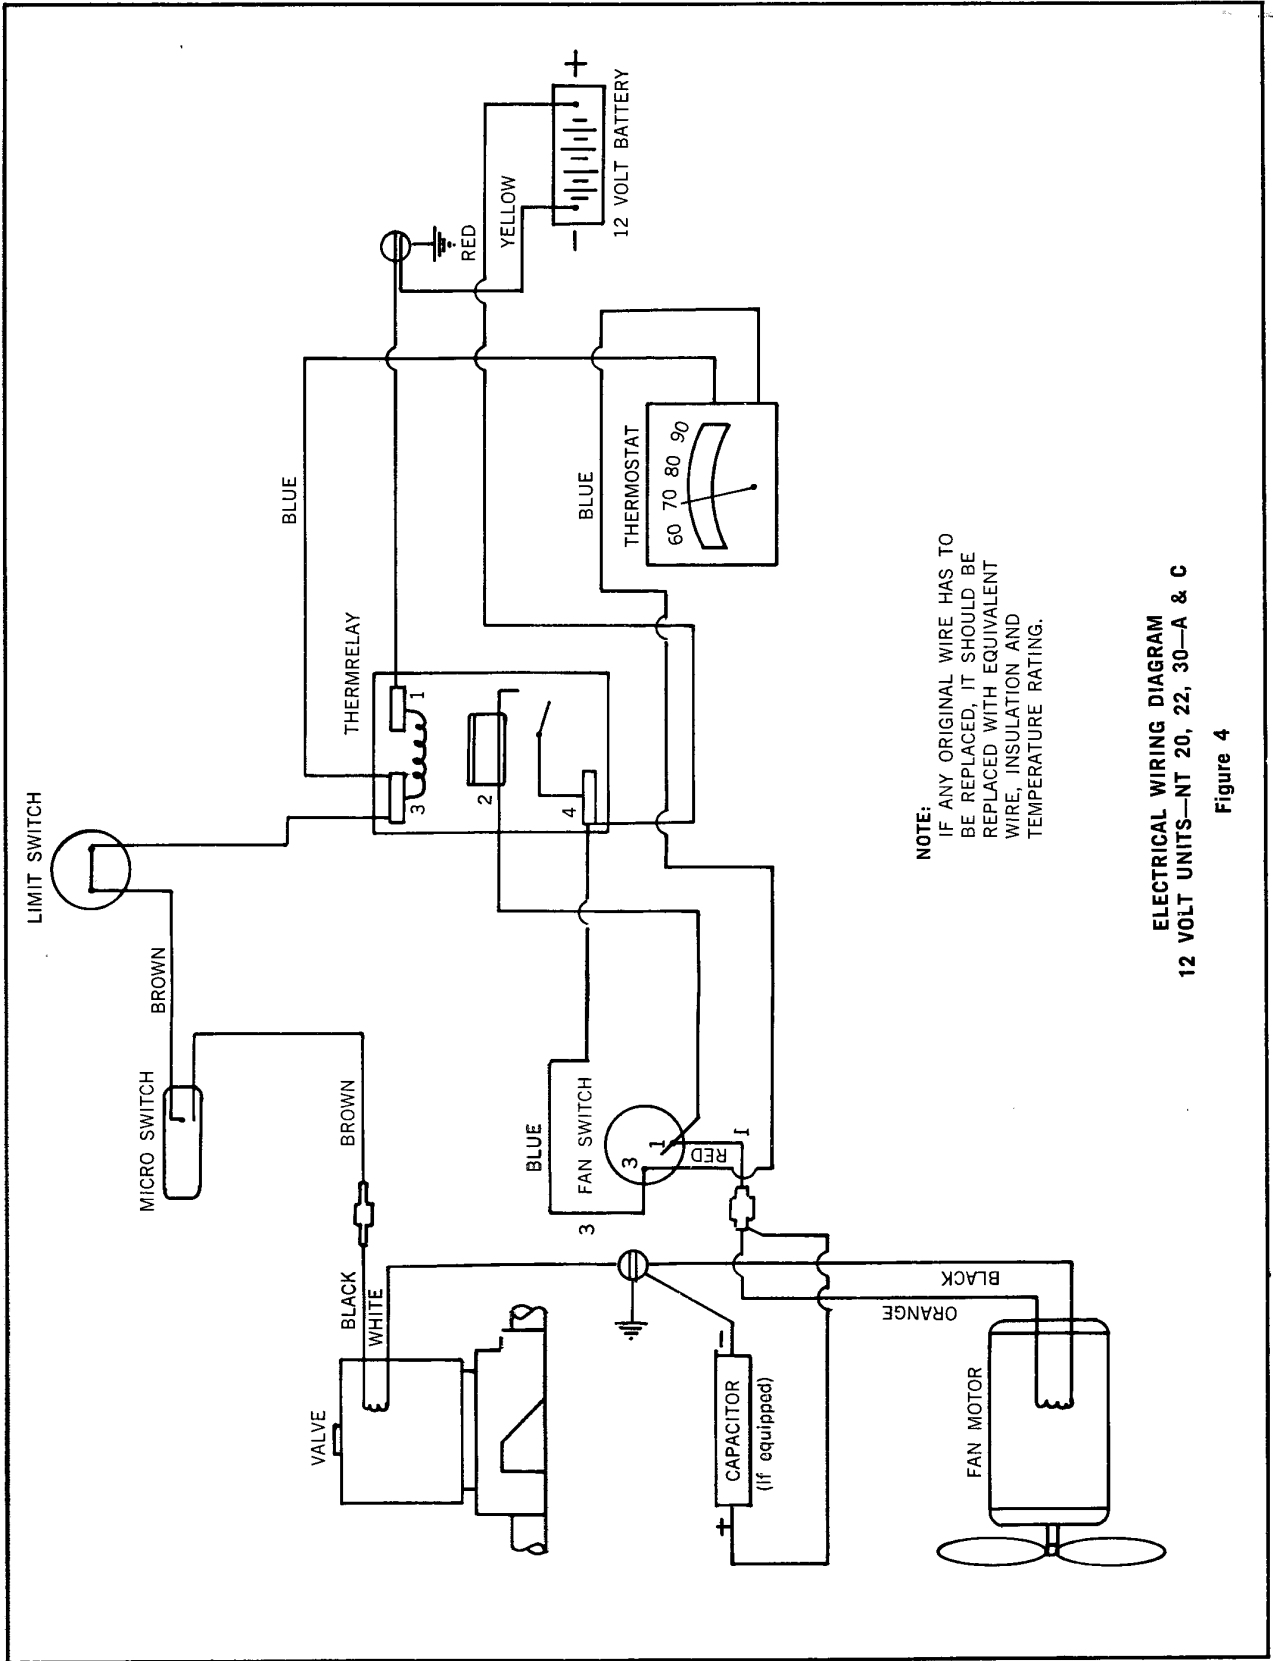 LIMIT SWITCH
BROWN
MICRO SWITCH
BROWN
BLACK
WHITE
VALVE
BLUE
THERMRELAY
1
3
2
4
RED
YELLOW
+
−
12 VOLT BATTERY
BLUE
THERMOSTAT
60 70 80 90
BLUE
FAN SWITCH
3
3
1
RED
I
CAPACITOR
(If equipped)
−
+
BLACK
ORANGE
FAN MOTOR
NOTE:
IF ANY ORIGINAL WIRE HAS TO
BE REPLACED, IT SHOULD BE
REPLACED WITH EQUIVALENT
WIRE, INSULATION AND
TEMPERATURE RATING.
ELECTRICAL WIRING DIAGRAM
12 VOLT UNITS—NT 20, 22, 30—A & C
Figure 4